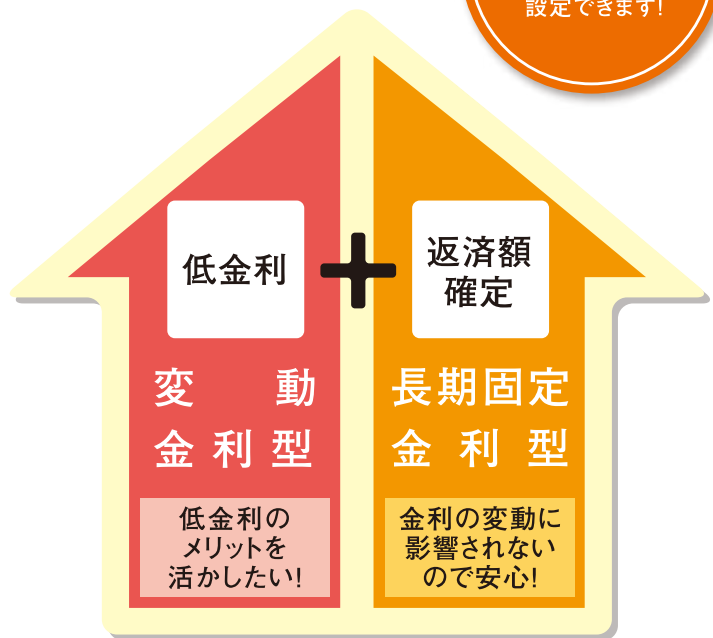 設定できます!
低金利
+
返済額
確定
変動
金利型
長期固定
金利型
低金利の
メリットを
活かしたい!
金利の変動に
影響されない
ので安心!